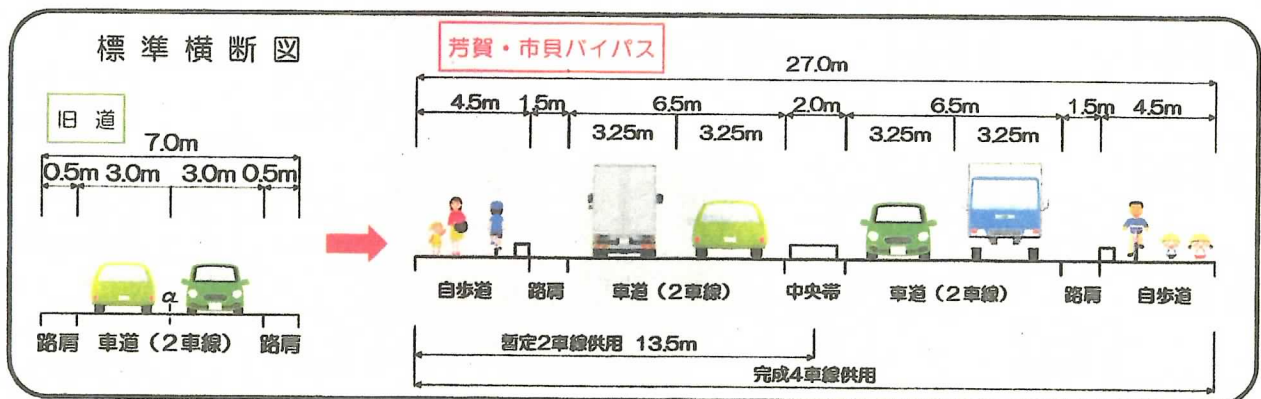 標準横断図
芳賀・市貝バイパス
旧道
7.0m
0.5m 3.0m 3.0m 0.5m
℄
路肩 車道（2車線） 路肩
27.0m
4.5m 1.5m 6.5m 2.0m 6.5m 1.5m 4.5m
3.25m 3.25m 3.25m 3.25m
自歩道 路肩 車道（2車線） 中央帯 車道（2車線） 路肩 自歩道
暫定2車線供用 13.5m
完成4車線供用